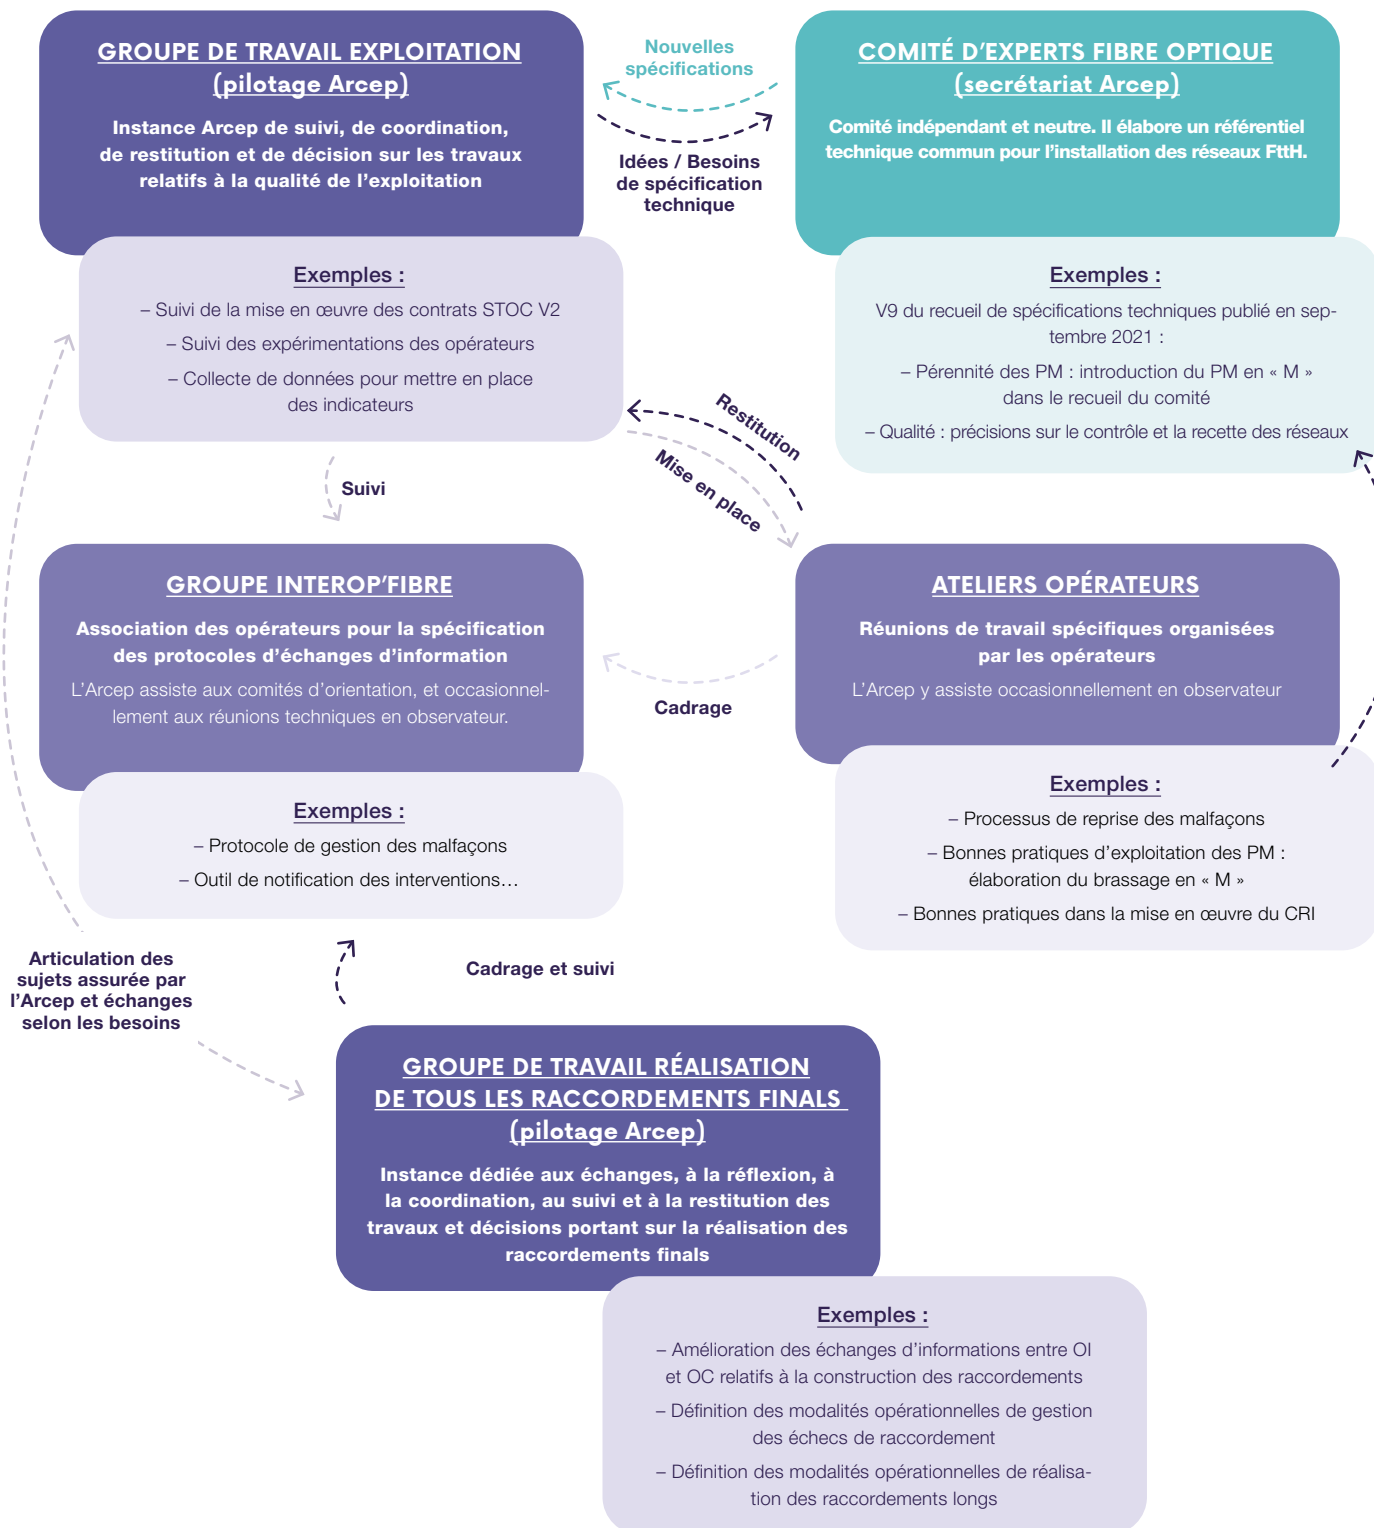 GROUPE DE TRAVAIL EXPLOITATION
(pilotage Arcep)
Instance Arcep de suivi, de coordination,
de restitution et de décision sur les travaux
relatifs à la qualité de l'exploitation
Exemples :
– Suivi de la mise en œuvre des contrats STOC V2
– Suivi des expérimentations des opérateurs
– Collecte de données pour mettre en place
des indicateurs
Nouvelles
spécifications
Idées / Besoins
de spécification
technique
COMITÉ D'EXPERTS FIBRE OPTIQUE
(secrétariat Arcep)
Comité indépendant et neutre. Il élabore un référentiel
technique commun pour l'installation des réseaux FttH.
Exemples :
V9 du recueil de spécifications techniques publié en sep-
tembre 2021 :
– Pérennité des PM : introduction du PM en « M »
dans le recueil du comité
– Qualité : précisions sur le contrôle et la recette des réseaux
Restitution
Mise en place
Suivi
GROUPE INTEROP'FIBRE
Association des opérateurs pour la spécification
des protocoles d'échanges d'information
L'Arcep assiste aux comités d'orientation, et occasionnel-
lement aux réunions techniques en observateur.
Exemples :
– Protocole de gestion des malfaçons
– Outil de notification des interventions…
Cadrage
ATELIERS OPÉRATEURS
Réunions de travail spécifiques organisées
par les opérateurs
L'Arcep y assiste occasionnellement en observateur
Exemples :
– Processus de reprise des malfaçons
– Bonnes pratiques d'exploitation des PM :
élaboration du brassage en « M »
– Bonnes pratiques dans la mise en œuvre du CRI
Articulation des
sujets assurée par
l'Arcep et échanges
selon les besoins
Cadrage et suivi
GROUPE DE TRAVAIL RÉALISATION
DE TOUS LES RACCORDEMENTS FINALS
(pilotage Arcep)
Instance dédiée aux échanges, à la réflexion, à
la coordination, au suivi et à la restitution des
travaux et décisions portant sur la réalisation des
raccordements finals
Exemples :
– Amélioration des échanges d'informations entre OI
et OC relatifs à la construction des raccordements
– Définition des modalités opérationnelles de gestion
des échecs de raccordement
– Définition des modalités opérationnelles de réalisa-
tion des raccordements longs